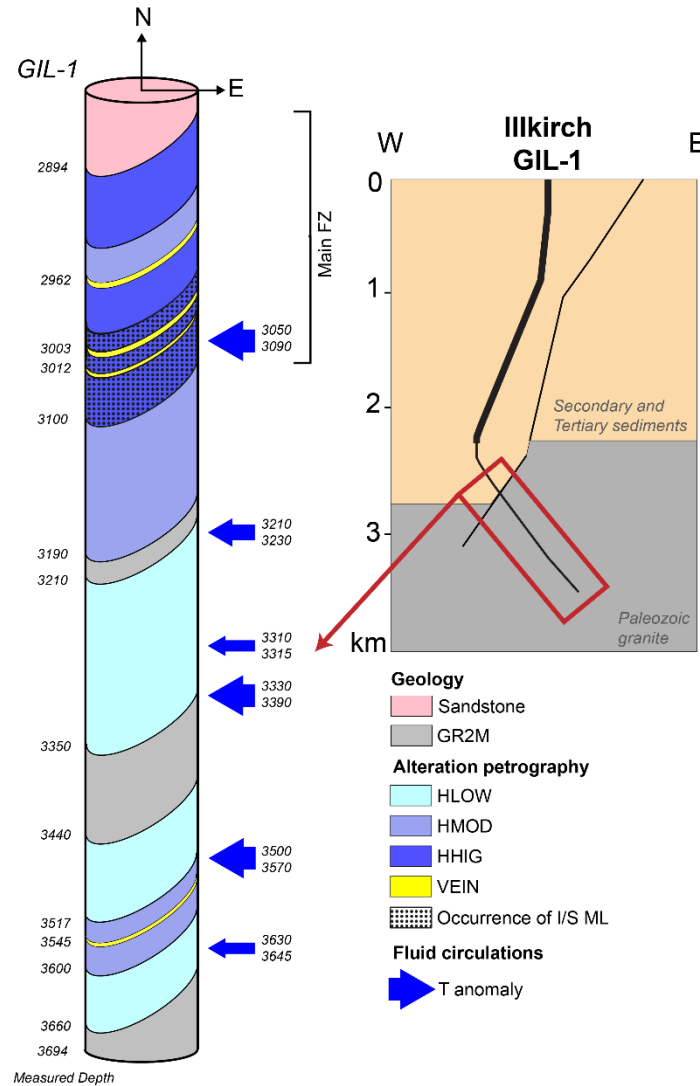 N
GIL-1
E
2894
2962
3003
3012
3100
3190
3210
3350
3440
3517
3545
3600
3660
3694
Measured Depth
Main FZ
3050
3090
3210
3230
3310
3315
3330
3390
3500
3570
3630
3645
Illkirch
GIL-1
W
E
0
1
2
3
km
Secondary and
Tertiary sediments
Paleozoic
granite
Geology
Sandstone
GR2M
Alteration petrography
HLOW
HMOD
HHIG
VEIN
Occurrence of I/S ML
Fluid circulations
T anomaly